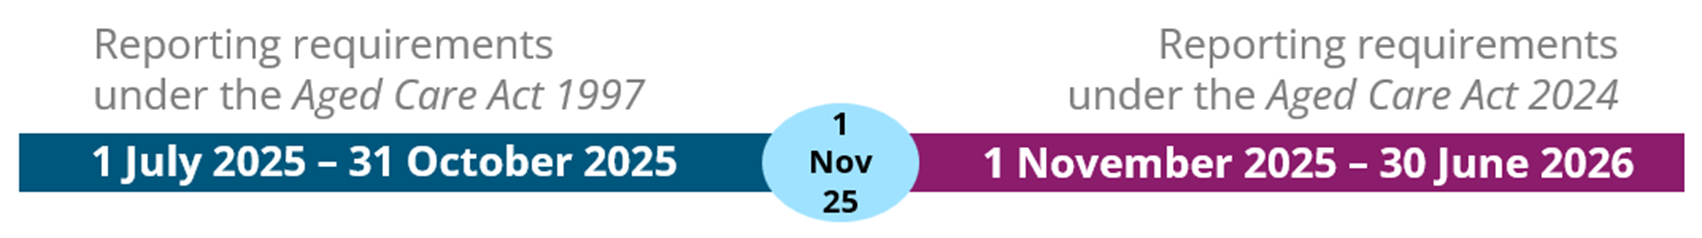 Reporting requirements
under the Aged Care Act 1997
Reporting requirements
under the Aged Care Act 2024
1 July 2025 – 31 October 2025
1
Nov
25
1 November 2025 – 30 June 2026